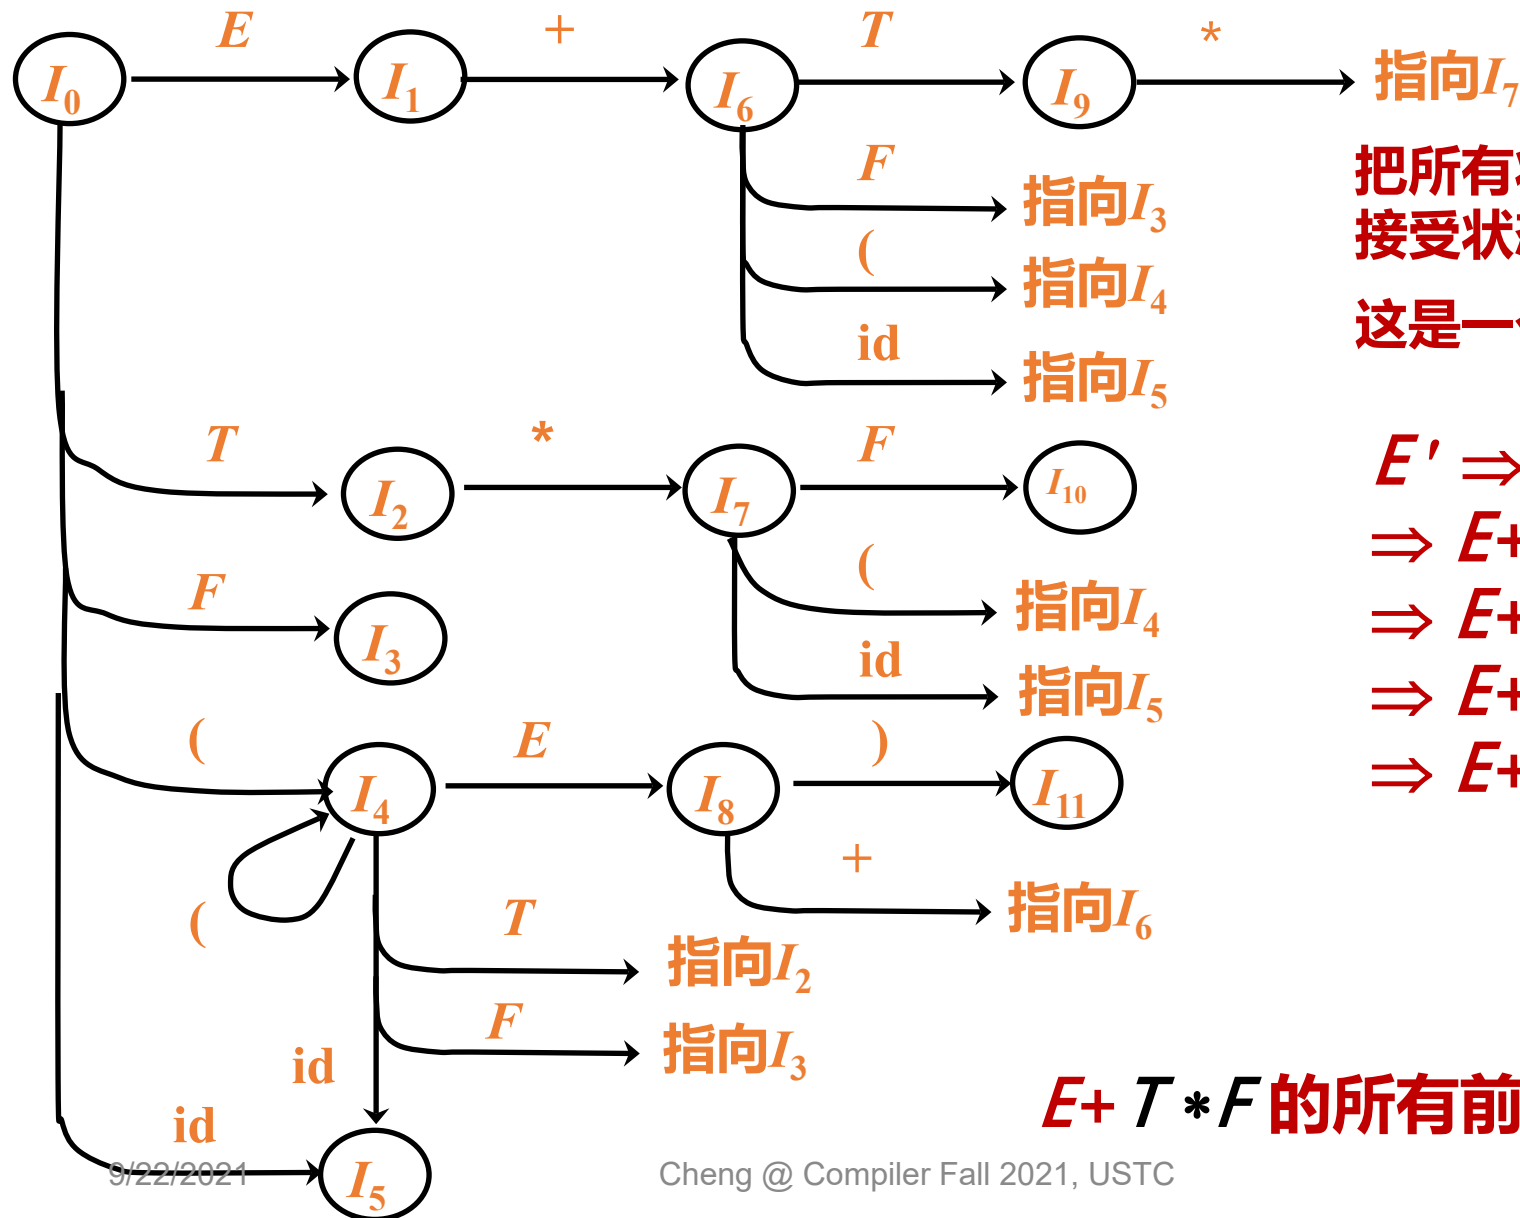 E + T *
I0 I1 I6 I9 指向I7
把所有
F 指向I3
接受状
( 指向I4
这是一
id 指向I5
T * F
I2 I7 I10
E' ⇒
⇒ E+
( 指向I4
F I3
⇒ E+
id 指向I5
⇒ E+
( E )
I4 I8 I11
⇒ E+
+ 指向I6
(
T 指向I2
F 指向I3
id
E+ T * F 的所有前
id
I5
9/22/2021 Cheng @ Compiler Fall 2021, USTC